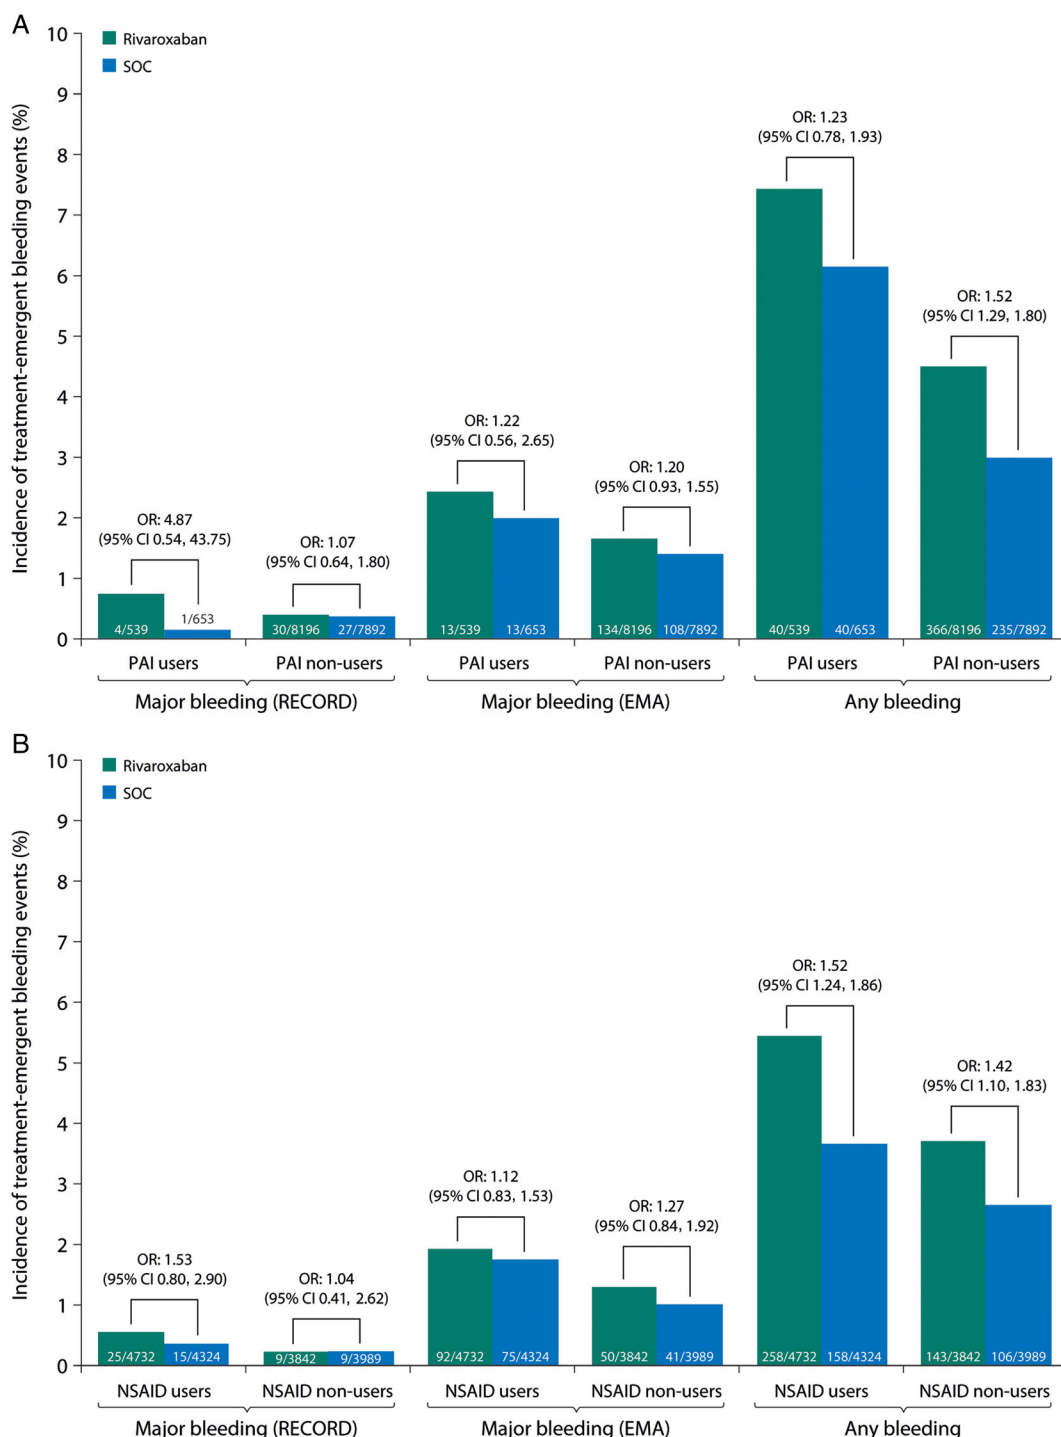 A
Incidence of treatment-emergent bleeding events (%)
10
9
8
7
6
5
4
3
2
1
0
Rivaroxaban
SOC
OR: 4.87
(95% CI 0.54, 43.75)
OR: 1.07
(95% CI 0.64, 1.80)
OR: 1.22
(95% CI 0.56, 2.65)
OR: 1.20
(95% CI 0.93, 1.55)
OR: 1.23
(95% CI 0.78, 1.93)
OR: 1.52
(95% CI 1.29, 1.80)
4/539
1/653
30/8196
27/7892
13/539
13/653
134/8196
108/7892
40/539
40/653
366/8196
235/7892
PAI users
PAI non-users
PAI users
PAI non-users
PAI users
PAI non-users
Major bleeding (RECORD)
Major bleeding (EMA)
Any bleeding
B
Incidence of treatment-emergent bleeding events (%)
10
9
8
7
6
5
4
3
2
1
0
Rivaroxaban
SOC
OR: 1.53
(95% CI 0.80, 2.90)
OR: 1.04
(95% CI 0.41, 2.62)
OR: 1.12
(95% CI 0.83, 1.53)
OR: 1.27
(95% CI 0.84, 1.92)
OR: 1.52
(95% CI 1.24, 1.86)
OR: 1.42
(95% CI 1.10, 1.83)
25/4732
15/4324
9/3842
9/3989
92/4732
75/4324
50/3842
41/3989
258/4732
158/4324
143/3842
106/3989
NSAID users
NSAID non-users
NSAID users
NSAID non-users
NSAID users
NSAID non-users
Major bleeding (RECORD)
Major bleeding (EMA)
Any bleeding